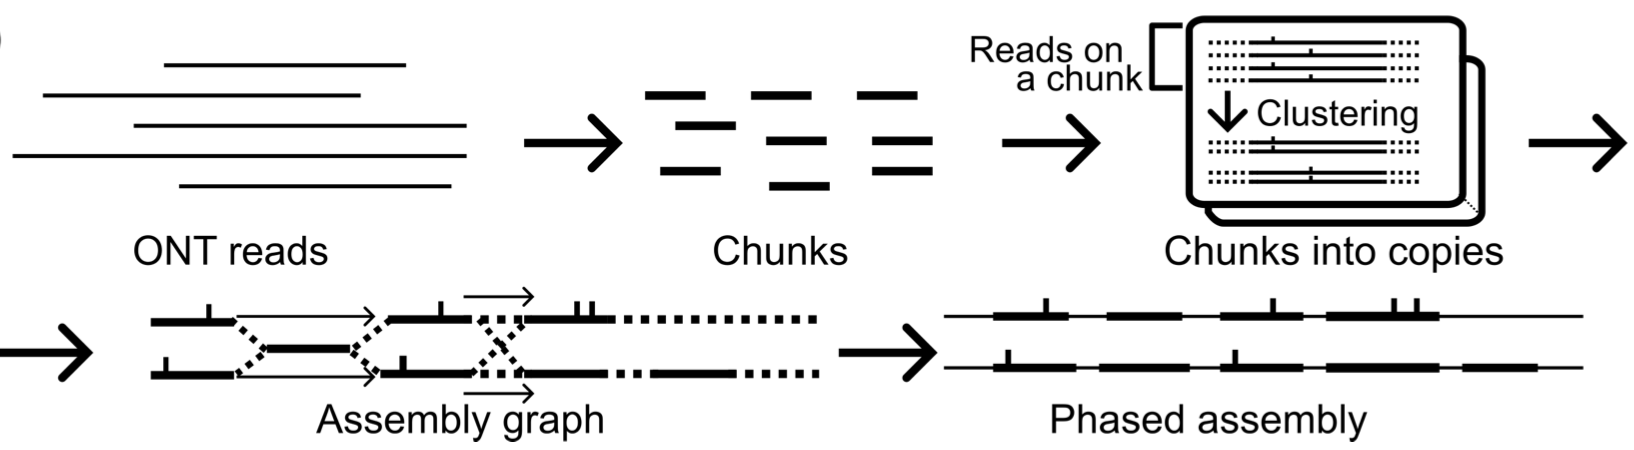 Reads on
a chunk
Clustering
ONT reads
Chunks
Chunks into copies
Assembly graph
Phased assembly